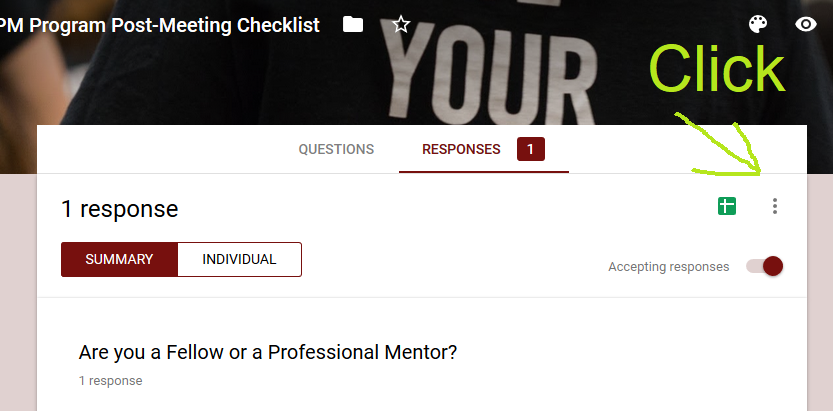 PM Program Post-Meeting Checklist
YOUR
Click
QUESTIONS
RESPONSES
1
1 response
SUMMARY
INDIVIDUAL
Accepting responses
Are you a Fellow or a Professional Mentor?
1 response